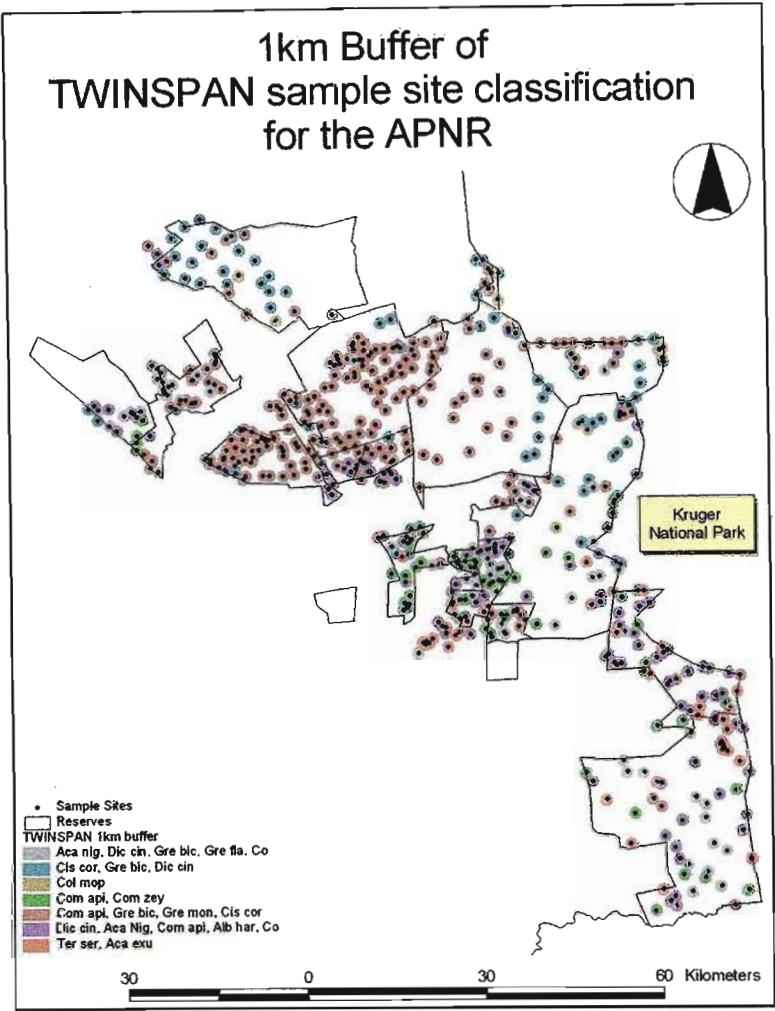 1km Buffer of
TWINSPAN sample site classification
for the APNR
Kruger
National Park
Sample Sites
Reserves
TWINSPAN 1km buffer
Aca nig, Dic cin, Gre bic, Gre fla, Co
Cis cor, Gre bic, Dic cin
Col mop
Com api, Com zey
Com api, Gre bic, Gre mon, Cis cor
Dic cin, Aca Nig, Com api, Alb har, Co
Ter ser, Aca exu
30 0 30 60 Kilometers